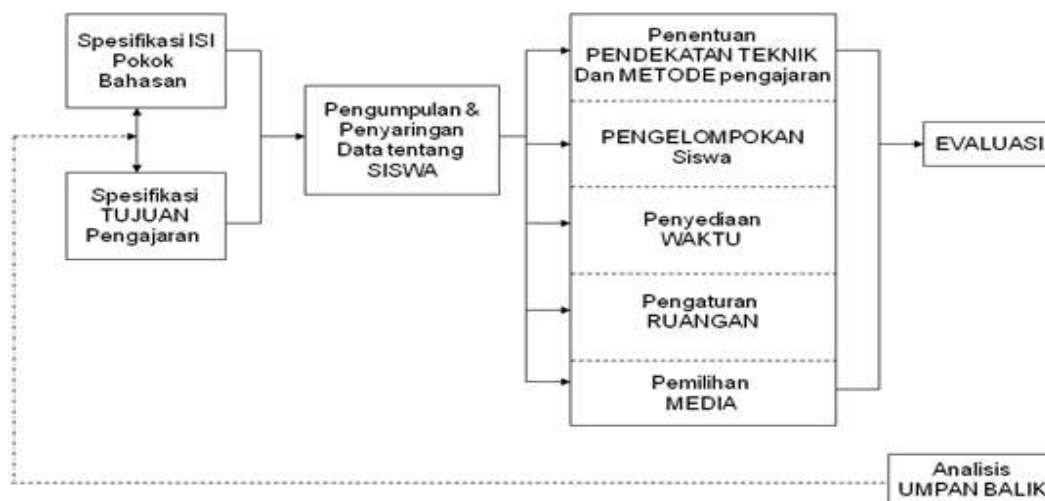 Spesifikasi ISI
Pokok
Bahasan
Spesifikasi
TUJUAN
Pengajaran
Pengumpulan &
Penyaringan
Data tentang
SISWA
Penentuan
PENDEKATAN TEKNIK
Dan METODE pengajaran
PENGELOMPOKAN
Siswa
Penyediaan
WAKTU
Pengaturan
RUANGAN
Pemilihan
MEDIA
EVALUASI
Analisis
UMPAN BALIK